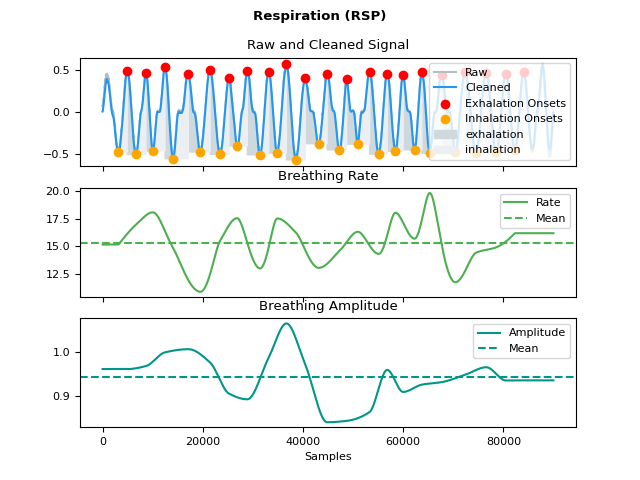 Respiration (RSP)
Raw and Cleaned Signal
0.5
0.0
−0.5
Raw
Cleaned
Exhalation Onsets
Inhalation Onsets
exhalation
inhalation
Breathing Rate
20.0
17.5
15.0
12.5
Rate
Mean
Breathing Amplitude
1.0
0.9
Amplitude
Mean
0 20000 40000 60000 80000
Samples